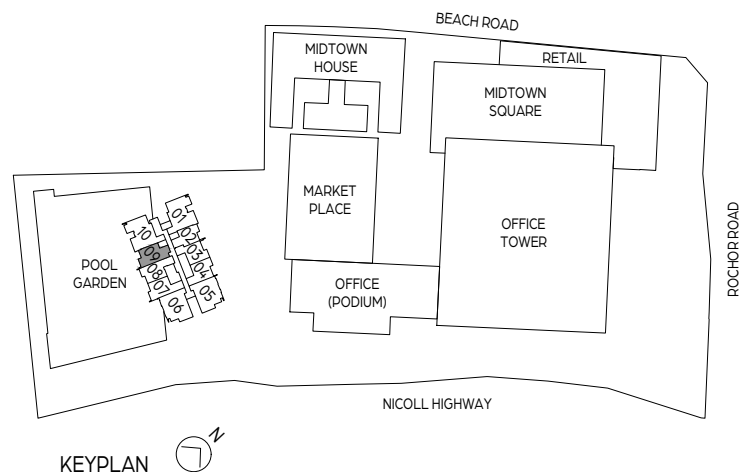 BEACH ROAD
MIDTOWN
HOUSE
RETAIL
MIDTOWN
SQUARE
MARKET
PLACE
OFFICE
TOWER
ROCHOR ROAD
01
02
03
04
05
10
09
08
07
06
POOL
GARDEN
OFFICE
(PODIUM)
NICOLL HIGHWAY
KEYPLAN
N